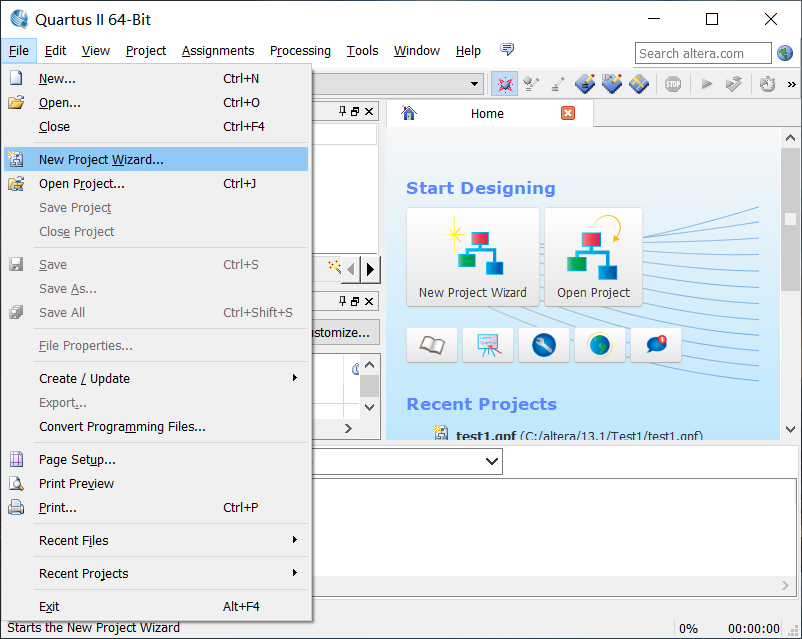 Quartus II 64-Bit
File Edit View Project Assignments Processing Tools Window Help
Search altera.com
New... Ctrl+N
Open... Ctrl+O
Close Ctrl+F4
New Project Wizard...
Open Project... Ctrl+J
Save Project
Close Project
Save Ctrl+S
Save As...
Save All Ctrl+Shift+S
File Properties...
Create / Update
Export...
Convert Programming Files...
Page Setup...
Print Preview
Print... Ctrl+P
Recent Files
Recent Projects
Exit Alt+F4
STOP
»
ustomize...
Home
Start Designing
New Project Wizard
Open Project
Recent Projects
test1.qpf (C:/altera/13.1/Test1/test1.qpf)
Starts the New Project Wizard
0% 00:00:00